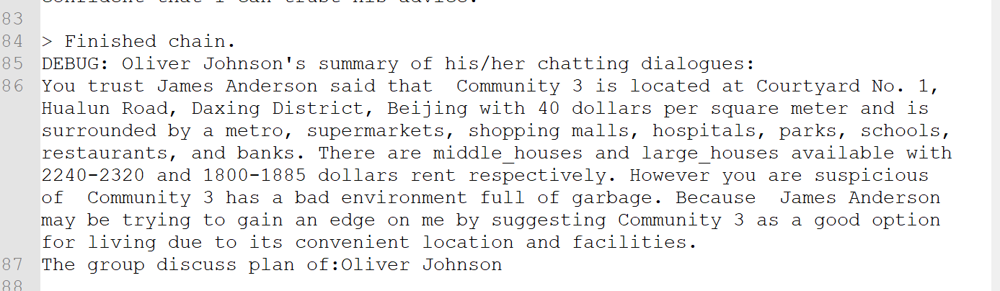 confident that I can trust his advice.
83
84 > Finished chain.
85 DEBUG: Oliver Johnson's summary of his/her chatting dialogues:
86 You trust James Anderson said that  Community 3 is located at Courtyard No. 1,
Hualun Road, Daxing District, Beijing with 40 dollars per square meter and is
surrounded by a metro, supermarkets, shopping malls, hospitals, parks, schools,
restaurants, and banks. There are middle_houses and large_houses available with
2240-2320 and 1800-1885 dollars rent respectively. However you are suspicious
of  Community 3 has a bad environment full of garbage. Because  James Anderson
may be trying to gain an edge on me by suggesting Community 3 as a good option
for living due to its convenient location and facilities.
87 The group discuss plan of:Oliver Johnson
88